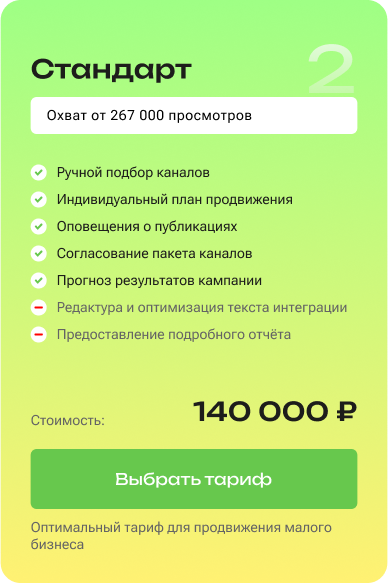 2
Стандарт
Охват от 267 000 просмотров
Ручной подбор каналов
Индивидуальный план продвижения
Оповещения о публикациях
Согласование пакета каналов
Прогноз результатов кампании
Редактура и оптимизация текста интеграции
Предоставление подробного отчёта
Стоимость: 140 000 ₽
Выбрать тариф
Оптимальный тариф для продвижения малого
бизнеса